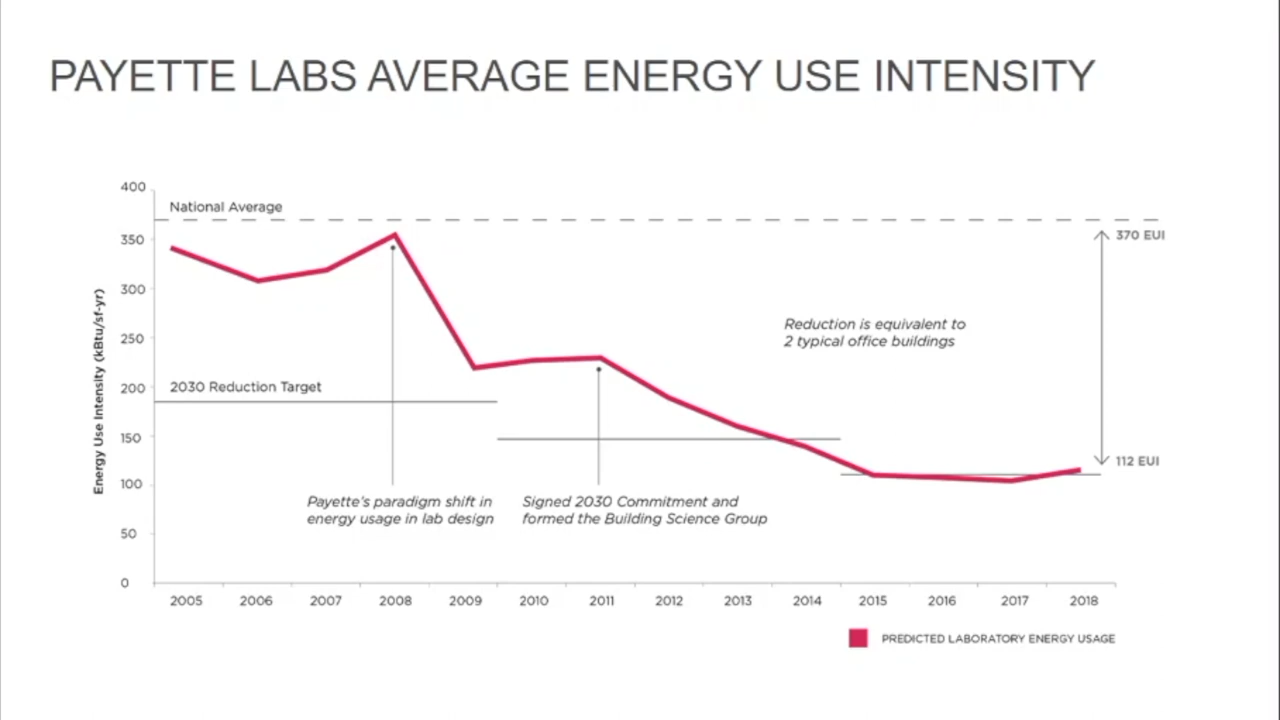 PAYETTE LABS AVERAGE ENERGY USE INTENSITY
400
National Average
350
370 EUI
300
Energy Use Intensity (kBtu/sf-yr)
Reduction is equivalent to
2 typical office buildings
250
200
2030 Reduction Target
150
112 EUI
100
Payette's paradigm shift in
energy usage in lab design
Signed 2030 Commitment and
formed the Building Science Group
50
0
2005 2006 2007 2008 2009 2010 2011 2012 2013 2014 2015 2016 2017 2018
PREDICTED LABORATORY ENERGY USAGE